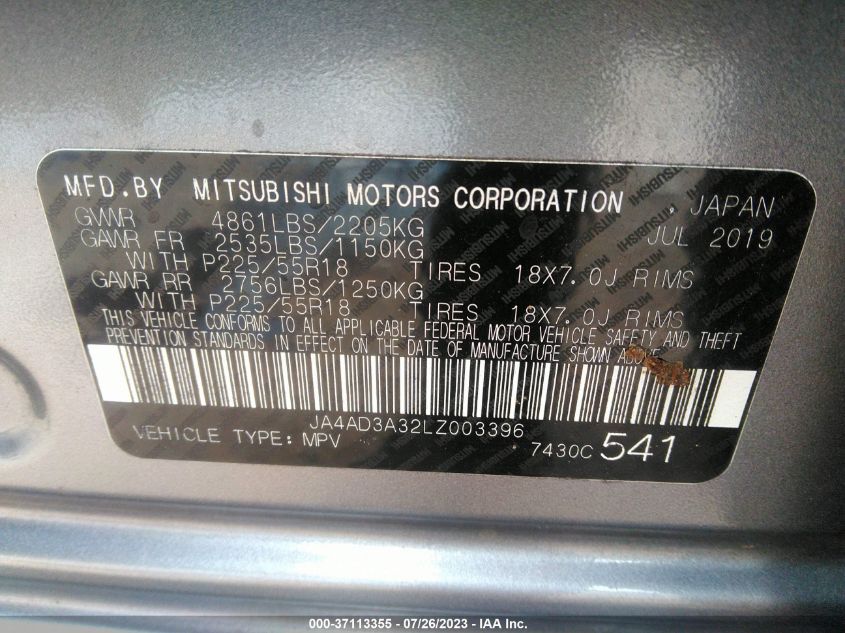 MFD.BY MITSUBISHI MOTORS CORPORATION JAPAN
GWWR 4861LBS/2205KG JUL 2019
GAWR FR 2535LBS/1150KG
WITH P225/55R18 TIRES 18X7.0J RIMS
GAWR RR 2756LBS/1250KG
WITH P225/55R18 TIRES 18X7.0J RIMS
THIS VEHICLE CONFORMS TO ALL APPLICABLE FEDERAL MOTOR VEHICLE SAFETY AND THEFT
PREVENTION STANDARDS IN EFFECT ON THE DATE OF MANUFACTURE SHOWN
JA4AD3A32LZ003396
VEHICLE TYPE: MPV 7430C 541
000-37113355 - 07/26/2023 - IAA Inc.